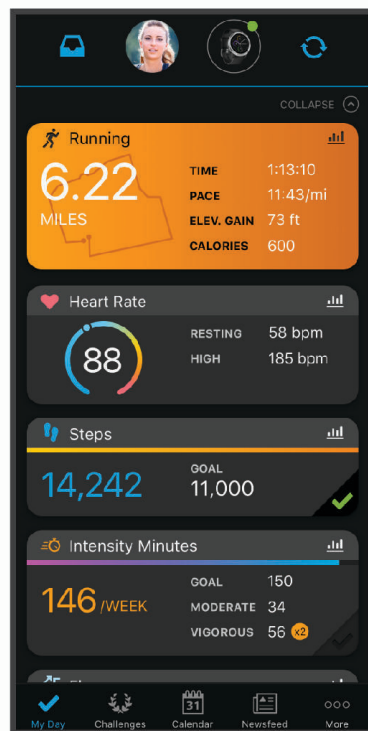 COLLAPSE
Running
6.22
MILES
TIME 1:13:10
PACE 11:43/mi
ELEV. GAIN 73 ft
CALORIES 600
Heart Rate
88
RESTING 58 bpm
HIGH 185 bpm
Steps
14,242
GOAL
11,000
Intensity Minutes
146 /WEEK
GOAL 150
MODERATE 34
VIGOROUS 56 x2
31
My Day Challenges Calendar Newsfeed More